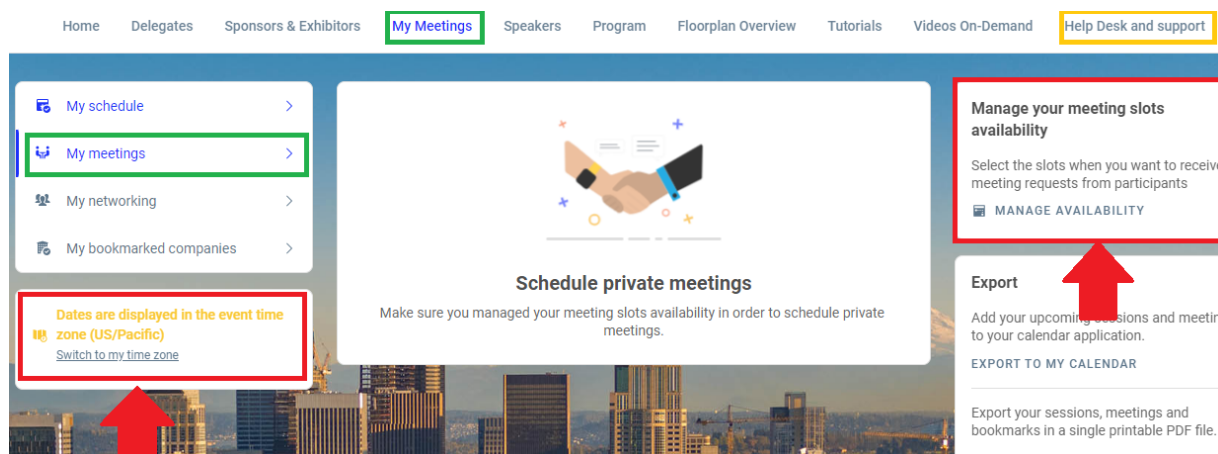 Home Delegates Sponsors & Exhibitors My Meetings Speakers Program Floorplan Overview Tutorials Videos On-Demand Help Desk and support
My schedule
My meetings
My networking
My bookmarked companies
Dates are displayed in the event time
zone (US/Pacific)
Switch to my time zone
Schedule private meetings
Make sure you managed your meeting slots availability in order to schedule private
meetings.
Manage your meeting slots
availability
Select the slots when you want to receive
meeting requests from participants
MANAGE AVAILABILITY
Export
Add your upcoming sessions and
to your calendar application.
EXPORT TO MY CALENDAR
Export your sessions, meetings and
bookmarks in a single printable PDF file.